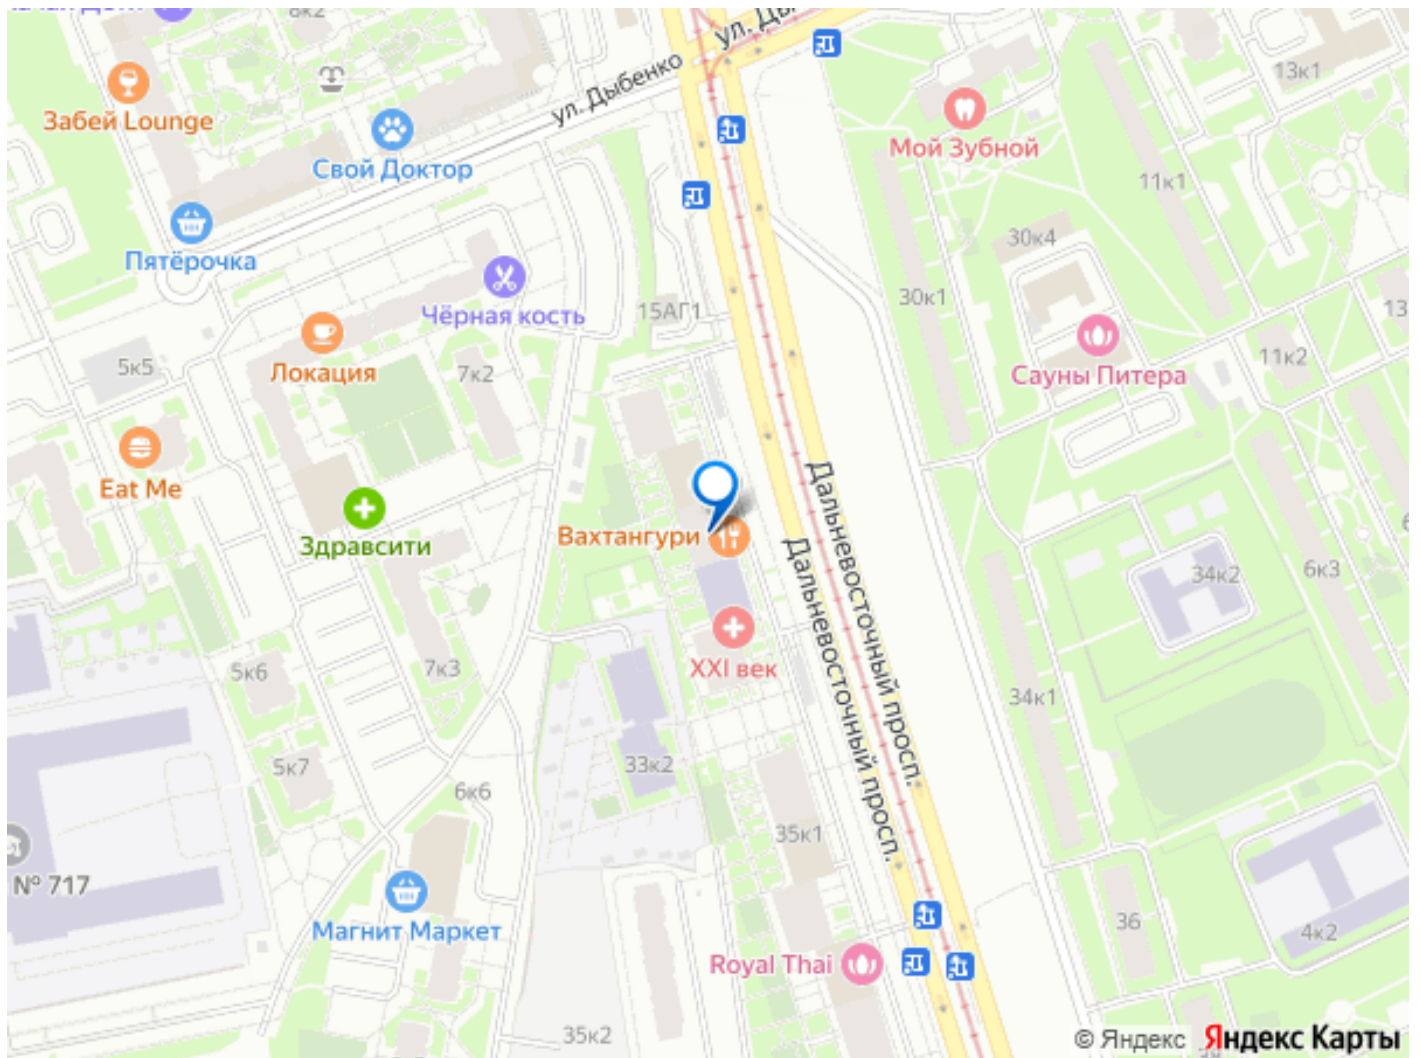 8к2
ул. Дыбенко
13к1
Забей Lounge
Свой Доктор
Мой Зубной
11к1
Пятёрочка
30к4
Чёрная кость
15АГ1
30к1
13
5к5
Локация
7к2
Сауны Питера
11к2
Eat Me
Здравсити
Вахтангури
Дальневосточный просп.
Дальневосточный просп.
34к2
6к3
5к6
7к3
XXI век
34к1
5к7
33к2
6к6
35к1
№ 717
Магнит Маркет
36
4к2
Royal Thai
35к2
© Яндекс Яндекс Карты